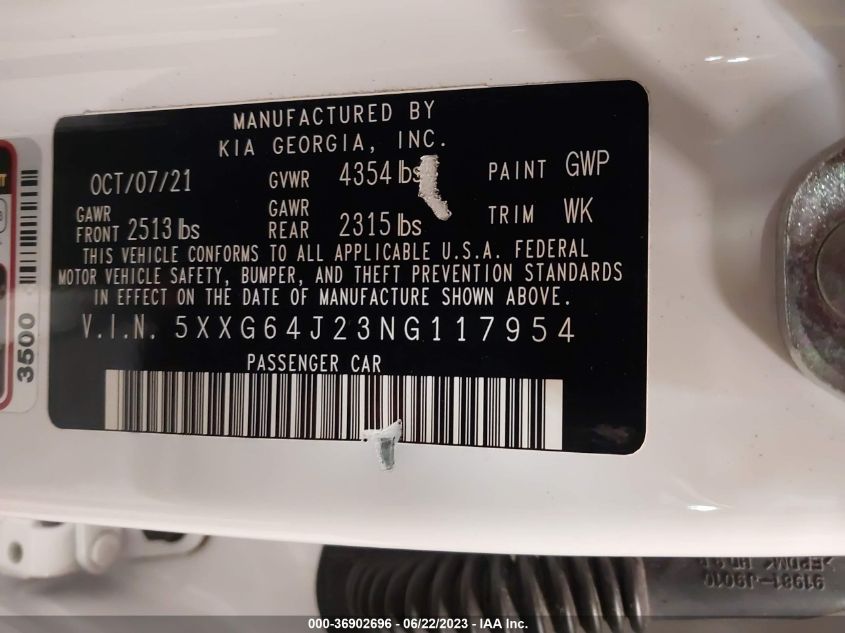 MANUFACTURED BY
KIA GEORGIA, INC.
OCT/07/21 GVWR 4354 lbs PAINT GWP
GAWR FRONT 2513 lbs GAWR REAR 2315 lbs TRIM WK
THIS VEHICLE CONFORMS TO ALL APPLICABLE U.S.A. FEDERAL
MOTOR VEHICLE SAFETY, BUMPER, AND THEFT PREVENTION STANDARDS
IN EFFECT ON THE DATE OF MANUFACTURE SHOWN ABOVE.
V.I.N. 5XXG64J23NG117954
PASSENGER CAR
3500
91981-J9010
000-36902696 - 06/22/2023 - IAA Inc.